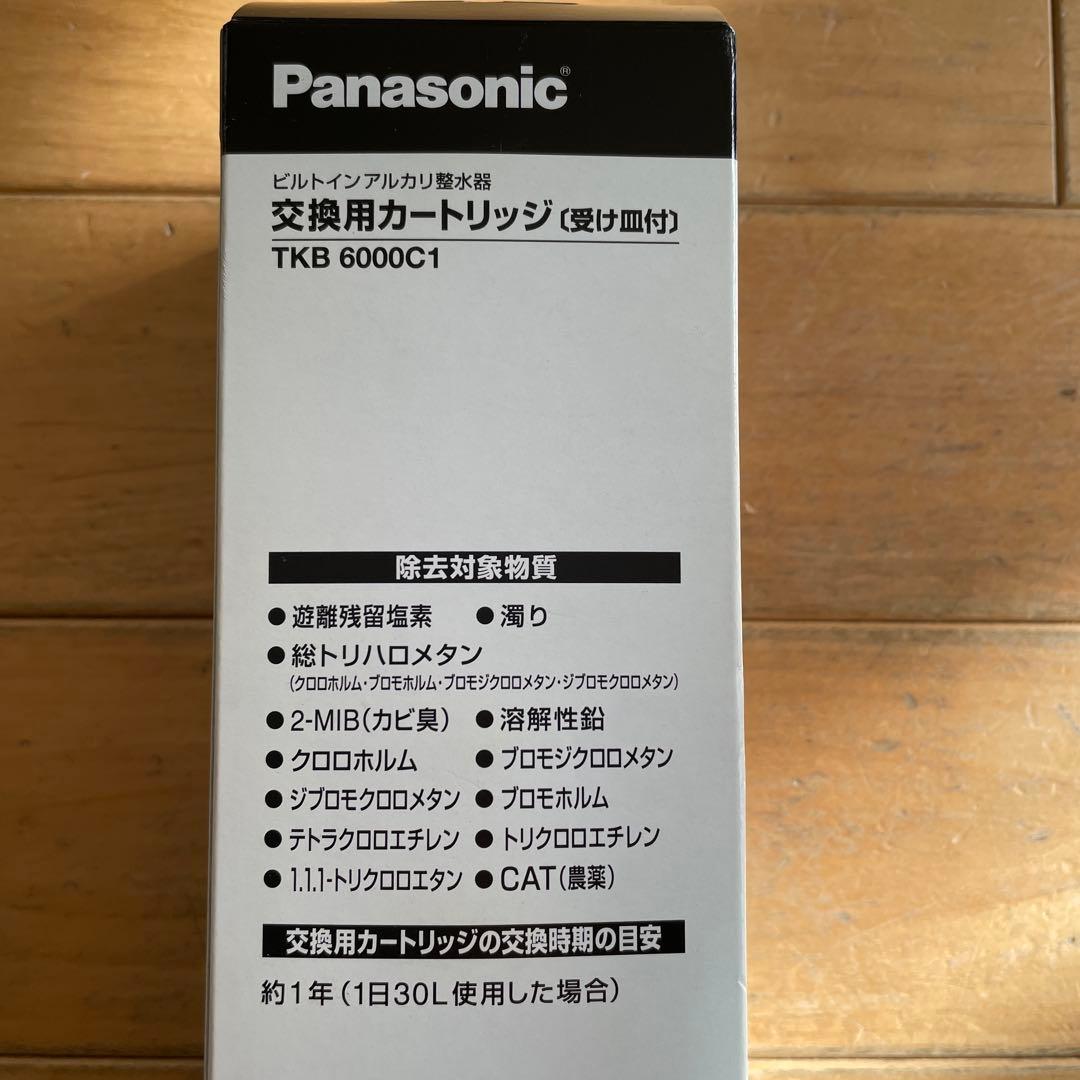 Panasonic®
ビルトインアルカリ整水器
交換用カートリッジ〔受け皿付〕
TKB 6000C1
除去対象物質
●遊離残留塩素 ●濁り
●総トリハロメタン
(クロロホルム・ブロモホルム・ブロモジクロロメタン・ジブロモクロロメタン)
●2-MIB(カビ臭) ●溶解性鉛
●クロロホルム ●ブロモジクロロメタン
●ジブロモクロロメタン ●ブロモホルム
●テトラクロロエチレン ●トリクロロエチレン
●1.1.1-トリクロロエタン ●CAT(農薬)
交換用カートリッジの交換時期の目安
約1年(1日30L使用した場合)